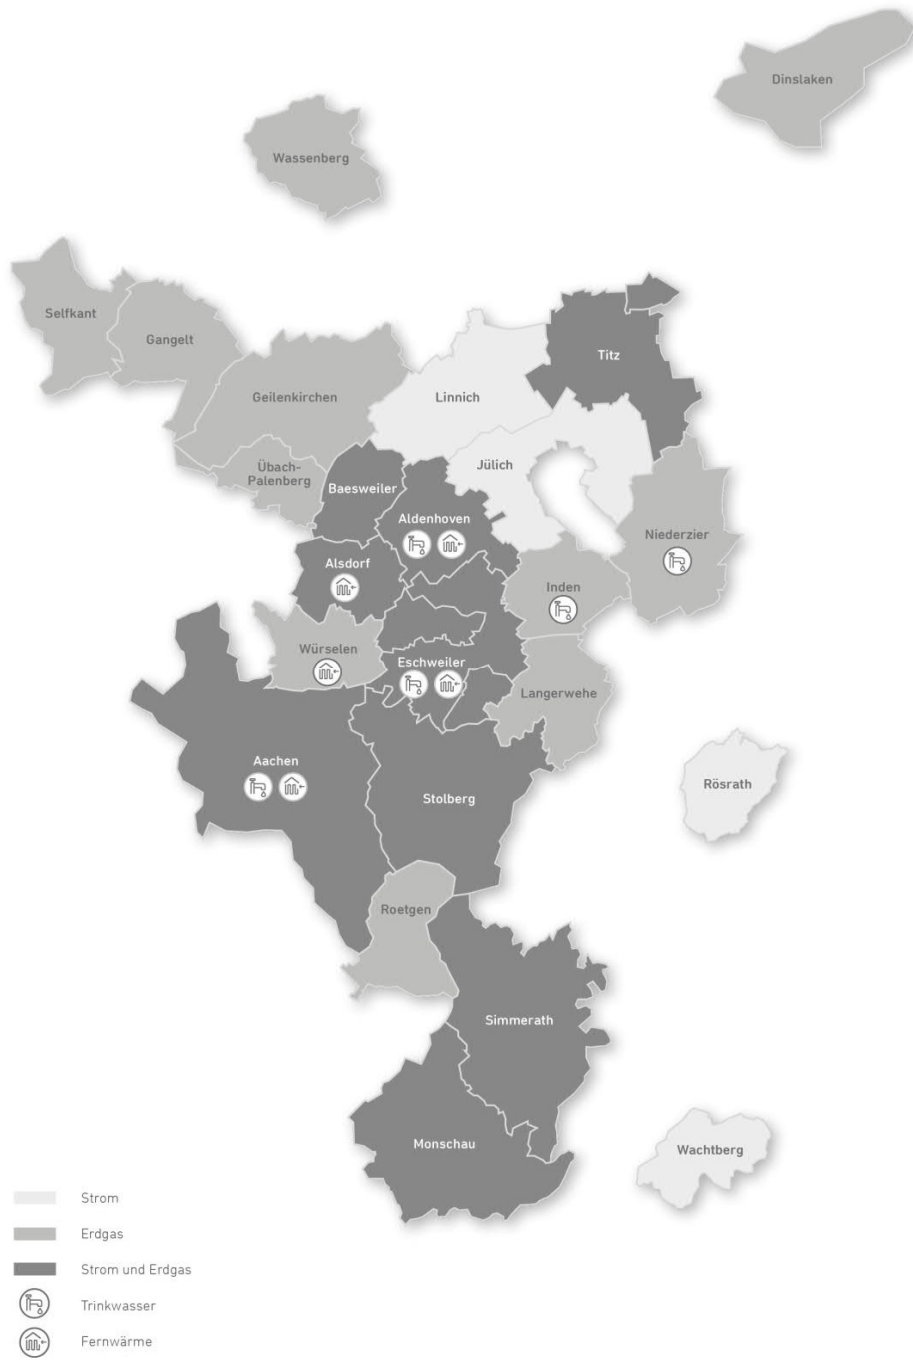 Dinslaken
Wassenberg
Selfkant
Gangelt
Titz
Geilenkirchen
Linnich
Jülich
Übach-
Palenberg
Baesweiler
Aldenhoven
Niederzier
Alsdorf
Inden
Würselen
Eschweiler
Langerwehe
Aachen
Stolberg
Rösrath
Roetgen
Simmerath
Monschau
Wachtberg
Strom
Erdgas
Strom und Erdgas
Trinkwasser
Fernwärme